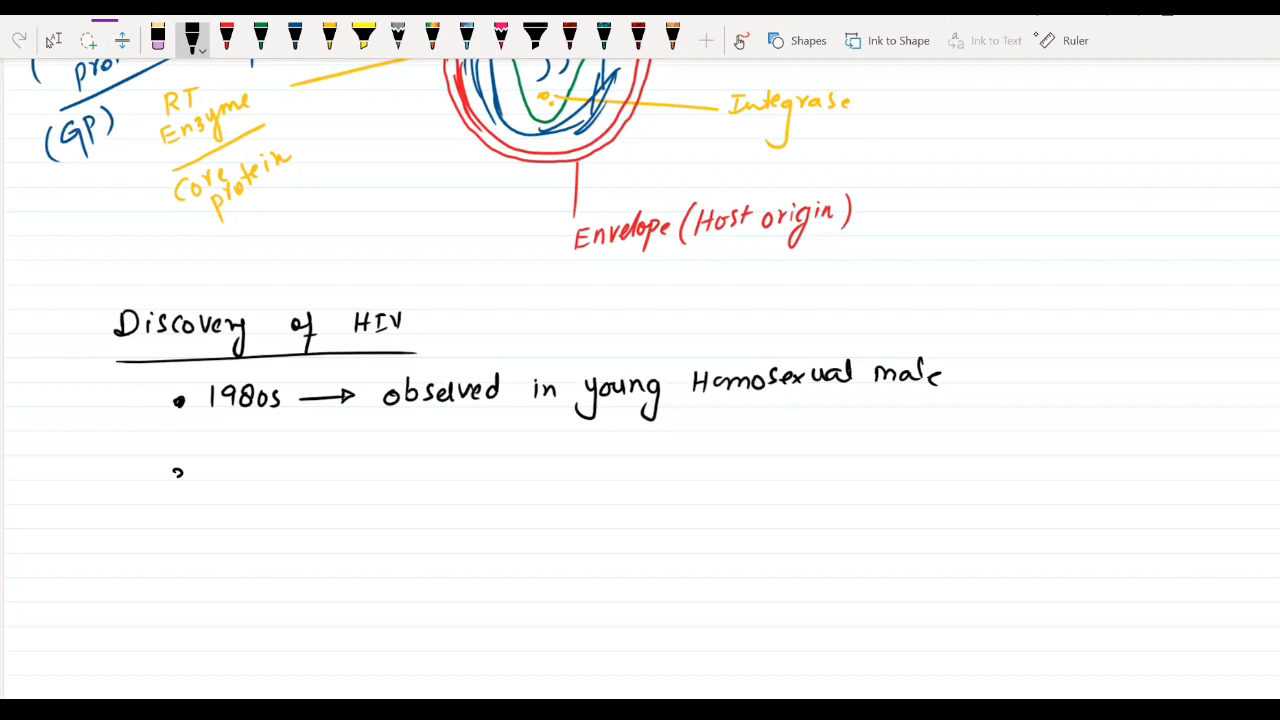 Shapes
Ink to Shape
Ink to Text
Ruler
(GP)
RT
Enzyme
Core
protein
Integrase
Envelope (Host origin)
Discovery of HIV
• 1980s → observed in young Homosexual male